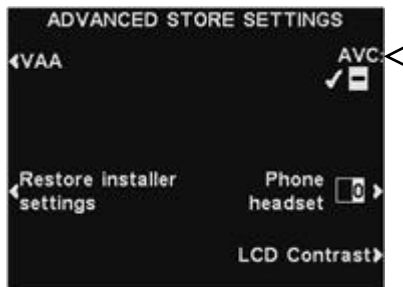 ADVANCED STORE SETTINGS
VAA
AVC:
Restore installer
settings
Phone
headset
0
LCD Contrast